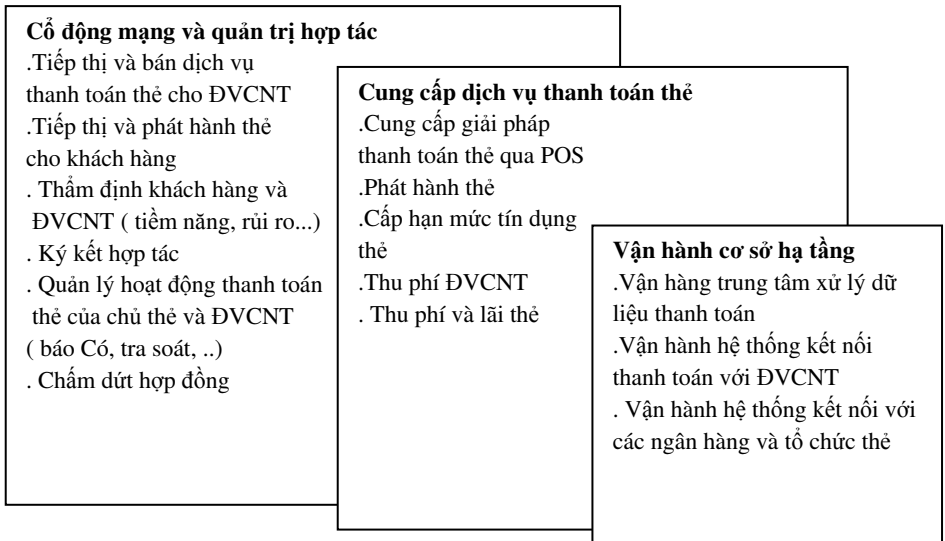 Cổ động mạng và quản trị hợp tác
.Tiếp thị và bán dịch vụ
thanh toán thẻ cho ĐVCNT
.Tiếp thị và phát hành thẻ
cho khách hàng
. Thẩm định khách hàng và
ĐVCNT ( tiềm năng, rủi ro...)
. Ký kết hợp tác
. Quản lý hoạt động thanh toán
thẻ của chủ thẻ và ĐVCNT
( báo Có, tra soát, ..)
. Chấm dứt hợp đồng
Cung cấp dịch vụ thanh toán thẻ
.Cung cấp giải pháp
thanh toán thẻ qua POS
.Phát hành thẻ
.Cấp hạn mức tín dụng
thẻ
.Thu phí ĐVCNT
. Thu phí và lãi thẻ
Vận hành cơ sở hạ tầng
.Vận hàng trung tâm xử lý dữ
liệu thanh toán
.Vận hành hệ thống kết nối
thanh toán với ĐVCNT
. Vận hành hệ thống kết nối với
các ngân hàng và tổ chức thẻ